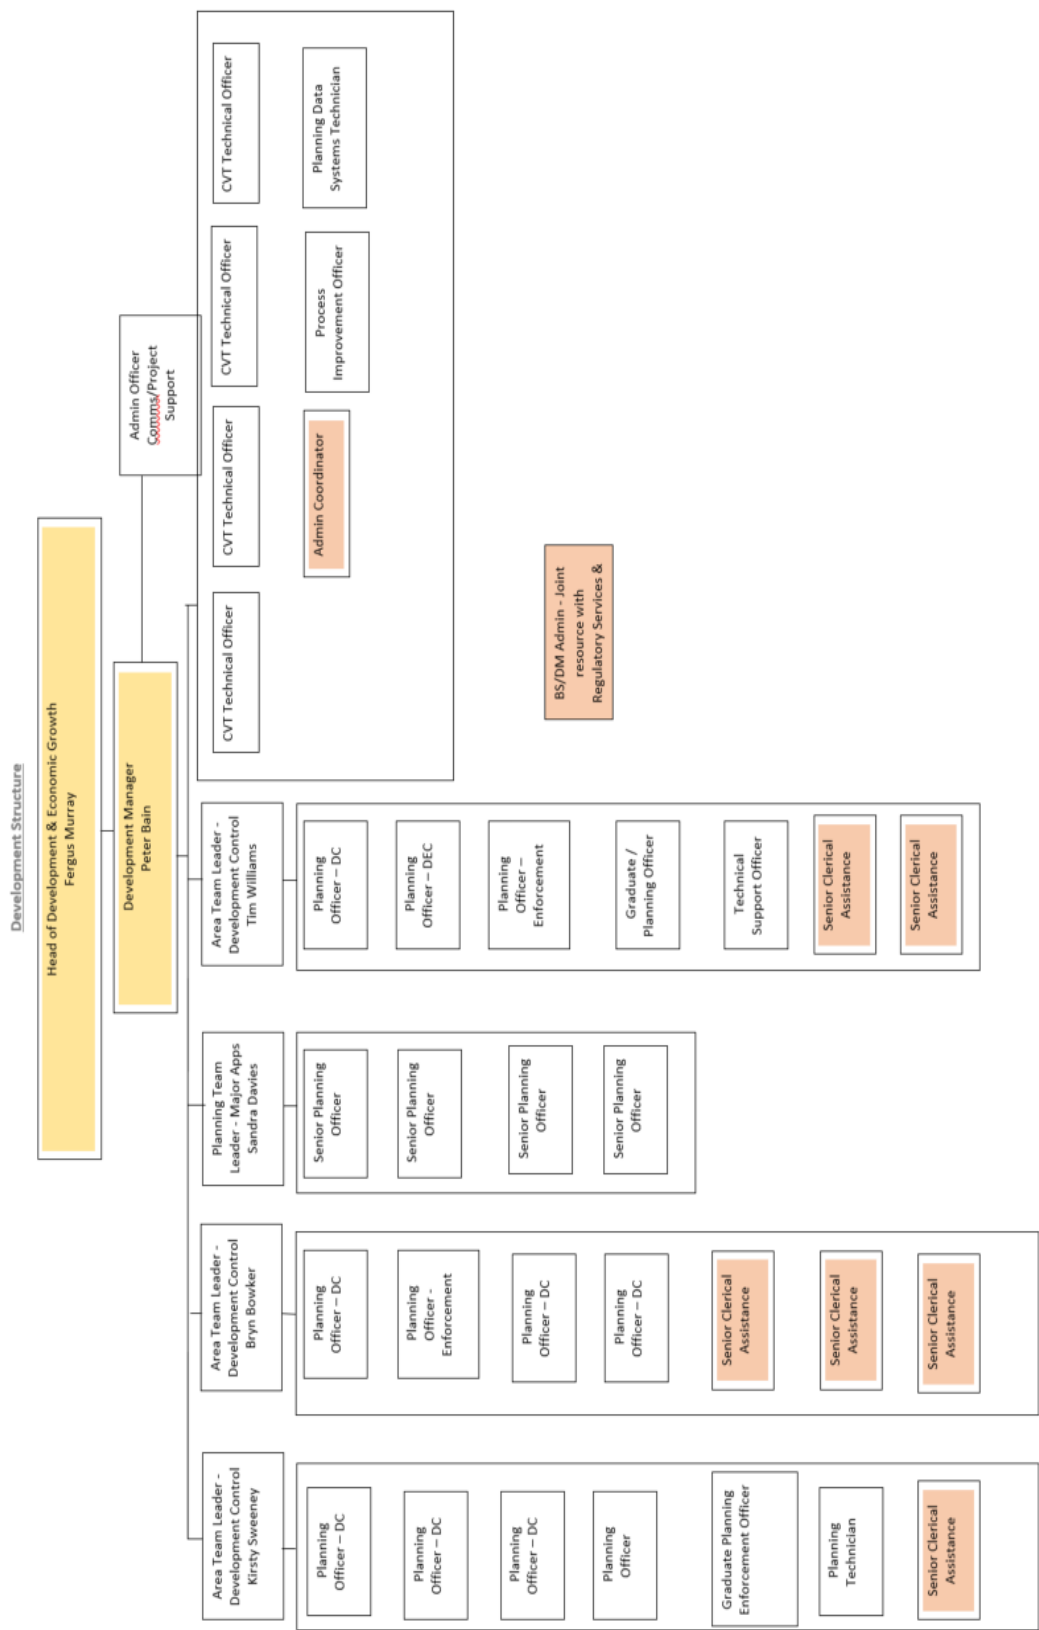 Development Structure
Head of Development & Economic Growth
Fergus Murray
Development Manager
Peter Bain
Admin Officer
Comms/Project
Support
Area Team Leader -
Development Control
Kirsty Sweeney
Planning
Officer – DC
Planning
Officer – DC
Planning
Officer – DC
Planning
Officer
Graduate Planning
Enforcement Officer
Planning
Technician
Senior Clerical
Assistance
Area Team Leader -
Development Control
Bryn Bowker
Planning
Officer – DC
Planning
Officer -
Enforcement
Planning
Officer – DC
Planning
Officer – DC
Senior Clerical
Assistance
Senior Clerical
Assistance
Senior Clerical
Assistance
Planning Team
Leader - Major Apps
Sandra Davies
Senior Planning
Officer
Senior Planning
Officer
Senior Planning
Officer
Senior Planning
Officer
Area Team Leader -
Development Control
Tim Williams
Planning
Officer – DC
Planning
Officer – DEC
Planning
Officer –
Enforcement
Graduate /
Planning Officer
Technical
Support Officer
Senior Clerical
Assistance
Senior Clerical
Assistance
CVT Technical Officer
CVT Technical Officer
CVT Technical Officer
CVT Technical Officer
Admin Coordinator
Process
Improvement Officer
Planning Data
Systems Technician
BS/DM Admin - Joint
resource with
Regulatory Services &